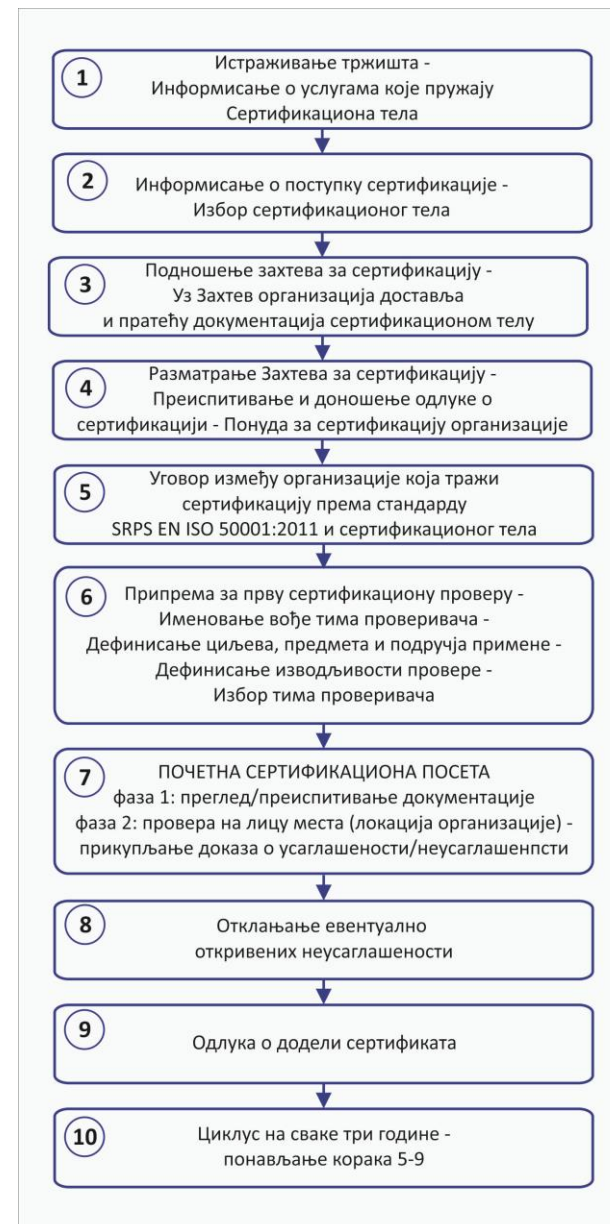 1
Истраживање тржишта -
Информисање о услугама које пружају
Сертификациона тела
2
Информисање о поступку сертификације -
Избор сертификационог тела
3
Подношење захтева за сертификацију -
Уз Захтев организација доставља
и пратећу документација сертификационом телу
4
Разматрање Захтева за сертификацију -
Преиспитивање и доношење одлуке о
сертификацији - Понуда за сертификацију организације
5
Уговор између организације која тражи
сертификацију према стандарду
SRPS EN ISO 50001:2011 и сертификационог тела
6
Припрема за прву сертификациону проверу -
Именовање вође тима проверивача -
Дефинисање циљева, предмета и подручја примене -
Дефинисање изводљивости провере -
Избор тима проверивача
7
ПОЧЕТНА СЕРТИФИКАЦИОНА ПОСЕТА
фаза 1: преглед/преиспитивање документације
фаза 2: провера на лицу места (локација организације) -
прикупљање доказа о усаглашености/неусаглашенпсти
8
Отклањање евентуално
откривених неусаглашености
9
Одлука о додели сертификата
10
Циклус на сваке три године -
понављање корака 5-9